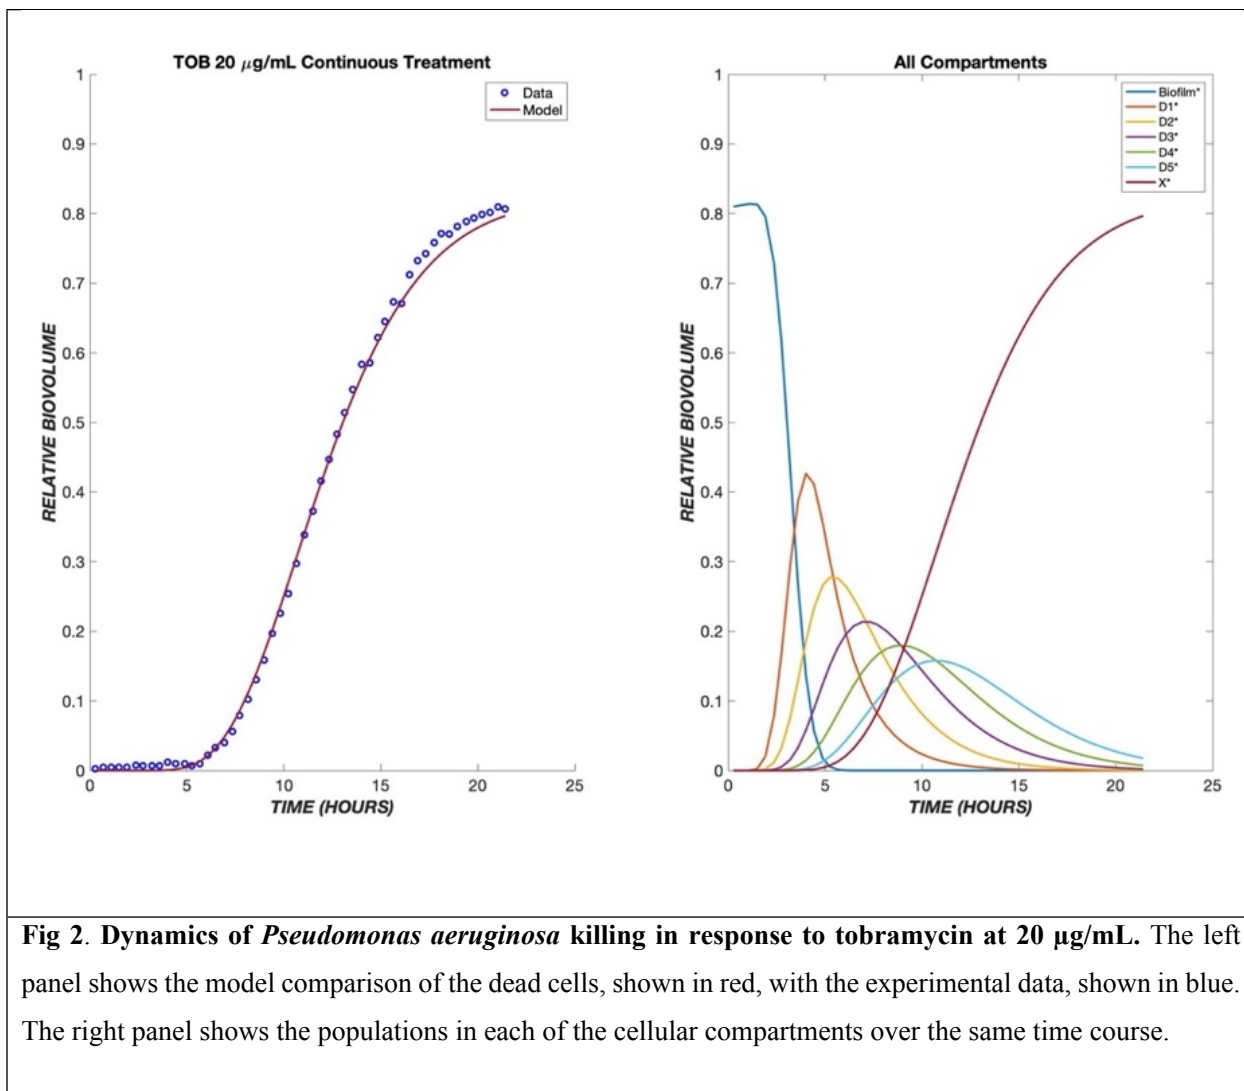 TOB 20 μg/mL Continuous Treatment
Data
Model
1
0.9
0.8
0.7
0.6
0.5
0.4
0.3
0.2
0.1
0
RELATIVE BIOVOLUME
0 5 10 15 20 25
TIME (HOURS)
All Compartments
Biofilm*
D1*
D2*
D3*
D4*
D5*
X*
1
0.9
0.8
0.7
0.6
0.5
0.4
0.3
0.2
0.1
0
RELATIVE BIOVOLUME
0 5 10 15 20 25
TIME (HOURS)
Fig 2. Dynamics of Pseudomonas aeruginosa killing in response to tobramycin at 20 μg/mL. The left
panel shows the model comparison of the dead cells, shown in red, with the experimental data, shown in blue.
The right panel shows the populations in each of the cellular compartments over the same time course.